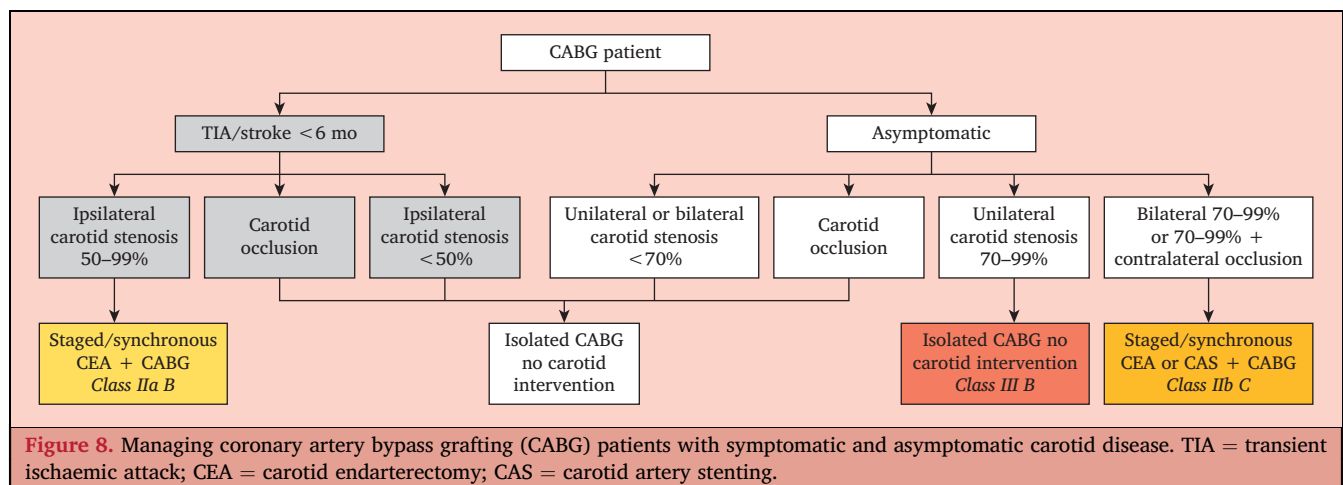 CABG patient
TIA/stroke <6 mo
Asymptomatic
Ipsilateral
carotid stenosis
50–99%
Carotid
occlusion
Ipsilateral
carotid stenosis
<50%
Unilateral or bilateral
carotid stenosis
<70%
Carotid
occlusion
Unilateral
carotid stenosis
70–99%
Bilateral 70–99%
or 70–99% +
contralateral occlusion
Staged/synchronous
CEA + CABG
Class IIa B
Isolated CABG
no carotid
intervention
Isolated CABG no
carotid intervention
Class III B
Staged/synchronous
CEA or CAS + CABG
Class IIb C
Figure 8. Managing coronary artery bypass grafting (CABG) patients with symptomatic and asymptomatic carotid disease. TIA = transient
ischaemic attack; CEA = carotid endarterectomy; CAS = carotid artery stenting.